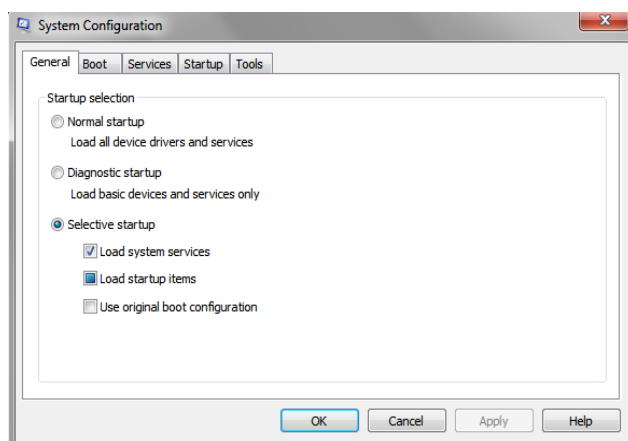 System Configuration
General Boot Services Startup Tools
Startup selection
Normal startup
Load all device drivers and services
Diagnostic startup
Load basic devices and services only
Selective startup
Load system services
Load startup items
Use original boot configuration
OK Cancel Apply Help